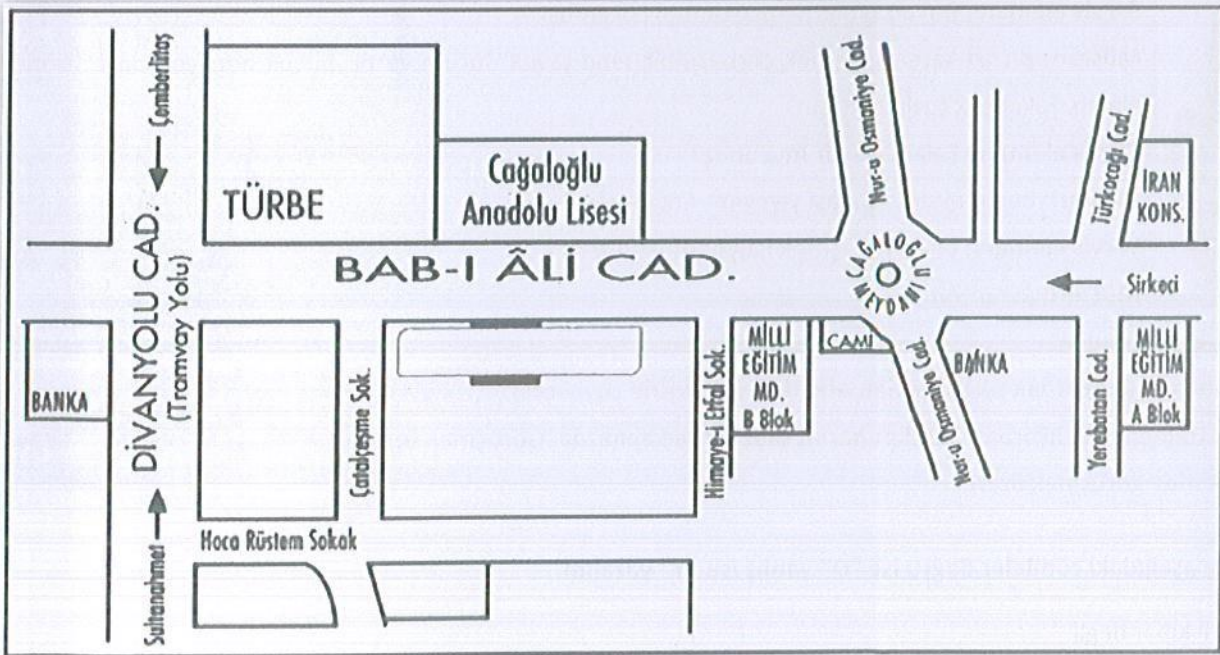 Çemberlitaş
DİVANYOLU CAD.
(Tramvay Yolu)
Sultanahmet
BANKA
TÜRBE
Cağaloğlu
Anadolu Lisesi
BAB-I ÂLİ CAD.
Nur-u Osmaniye Cad.
CAĞALOĞLU
MEYDANI
Türkocağı Cad.
İRAN
KONS.
Sirkeci
Çatalçeşme Sok.
Hoca Rüstem Sokak
Himaye-i Etfal Sok.
MİLLİ
EĞİTİM
MD.
B Blok
CAMİ
Nur-u Osmaniye Cad.
BANKA
Yerebatan Cad.
MİLLİ
EĞİTİM
MD.
A Blok